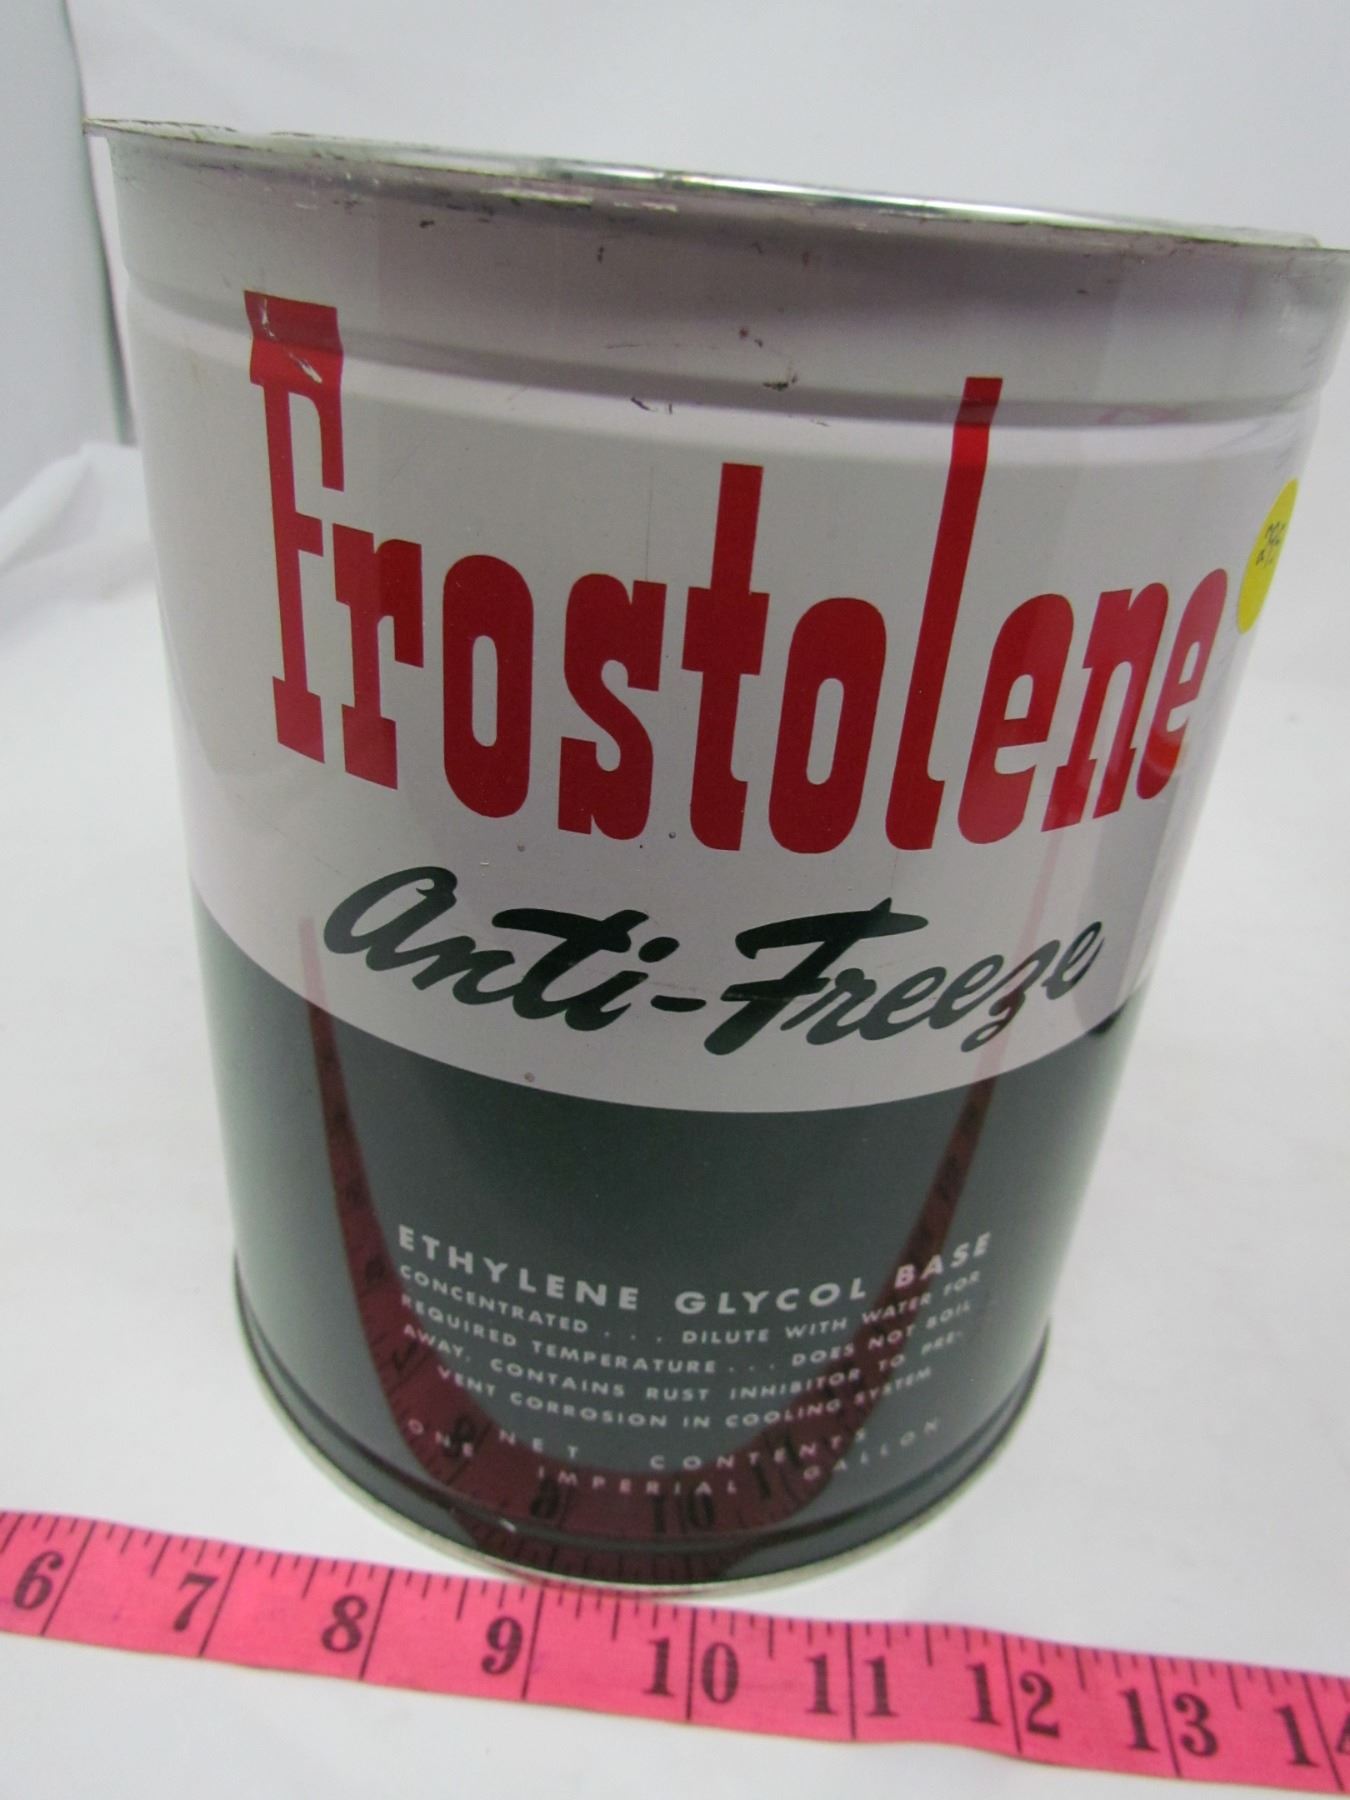 Frostolene
Anti-Freeze
ETHYLENE GLYCOL BASE
CONCENTRATED . . . DILUTE WITH WATER FOR
REQUIRED TEMPERATURE . . . DOES NOT BOIL
AWAY. CONTAINS RUST INHIBITOR TO PRE-
VENT CORROSION IN COOLING SYSTEM
NET CONTENTS
ONE IMPERIAL GALLON
6 7 8 9 10 11 12 13 14